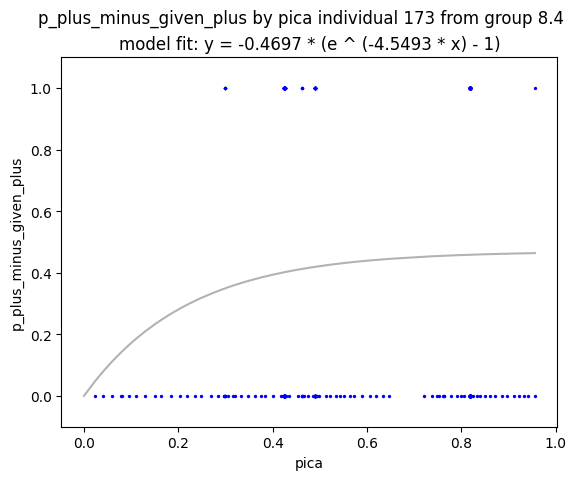 p_plus_minus_given_plus by pica individual 173 from group 8.4
model fit: y = -0.4697 * (e ^ (-4.5493 * x) - 1)
1.0
0.8
0.6
0.4
0.2
0.0
p_plus_minus_given_plus
0.0 0.2 0.4 0.6 0.8 1.0
pica